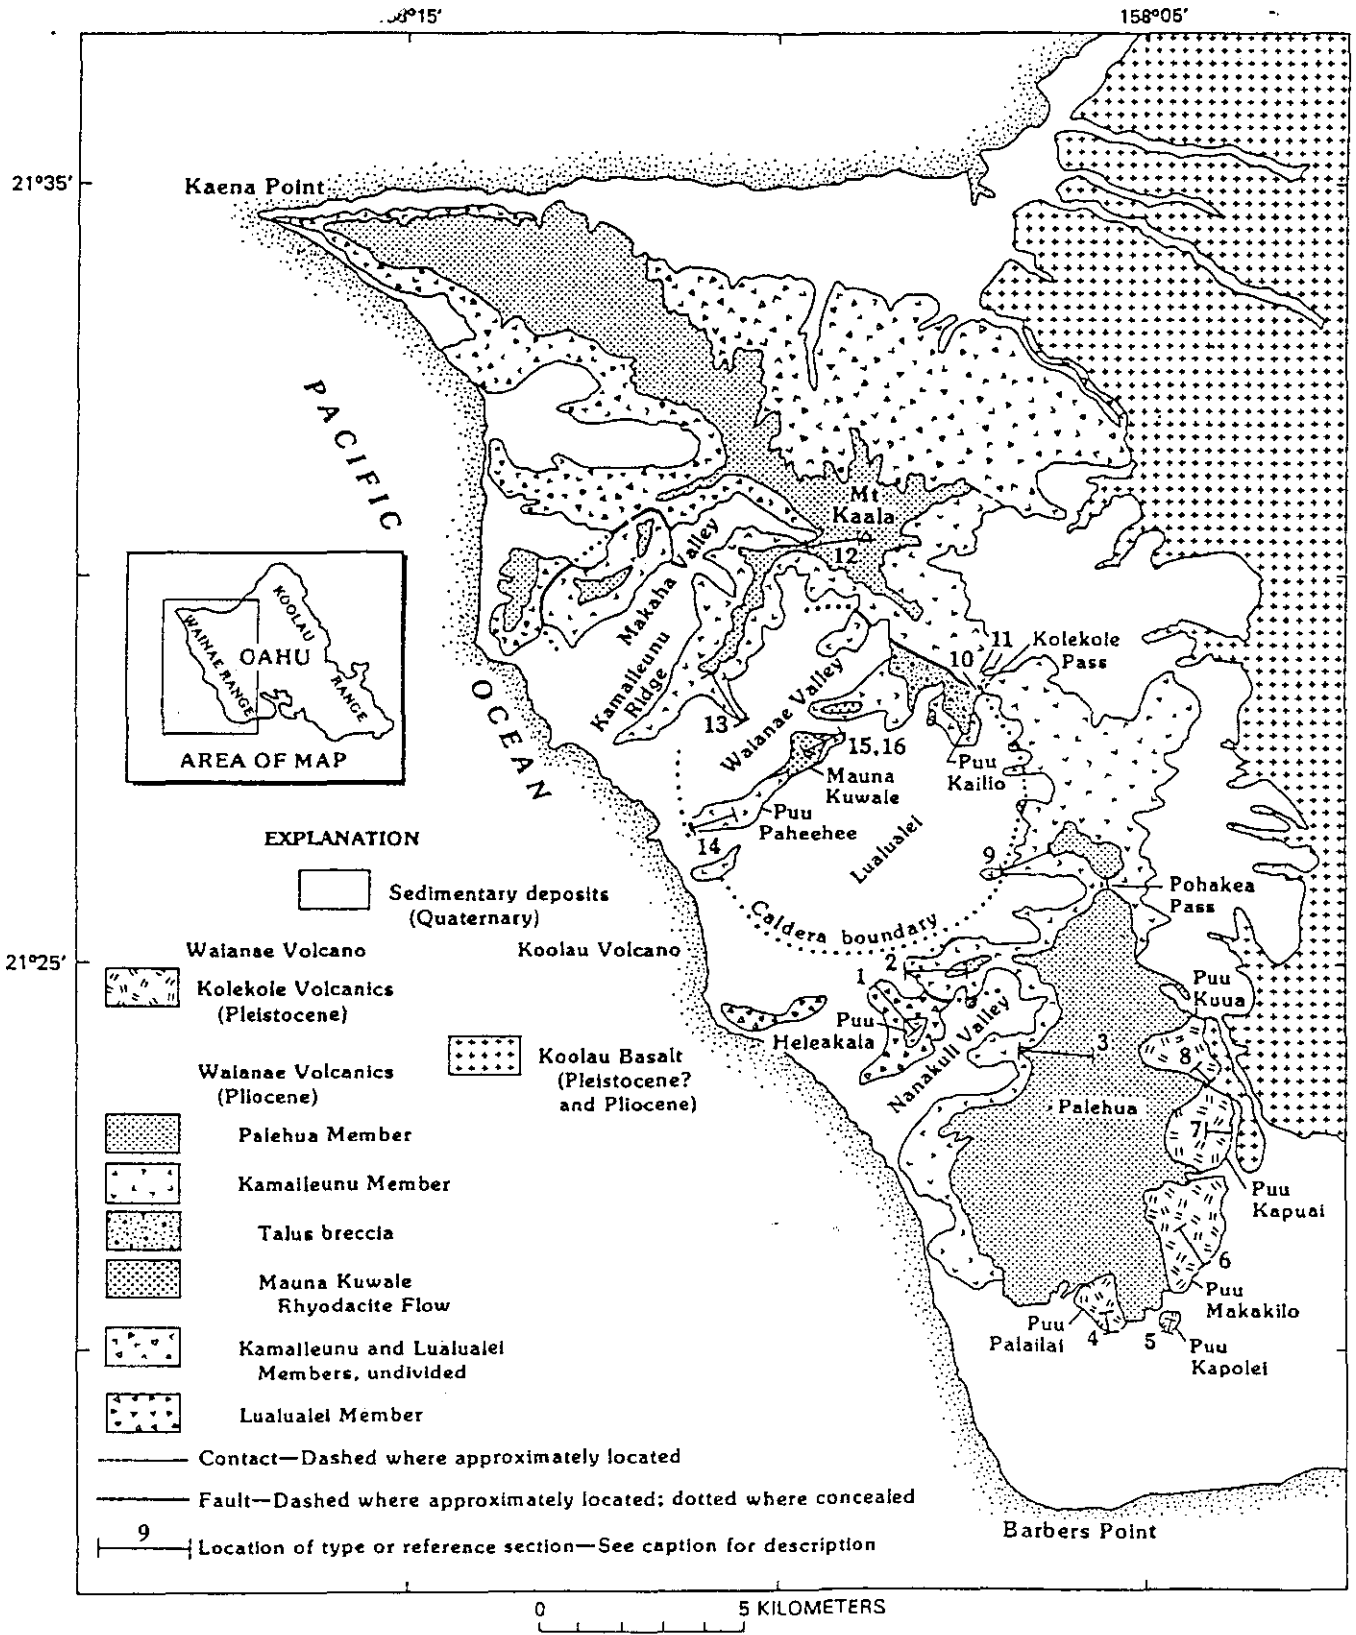 158°05′
21°35′
Kaena Point
PACIFIC
OCEAN
Mt
Kaala
12
Makaha Valley
Kamaileunu
Ridge
13
Waianae Valley
10
11
Kolekole
Pass
15,16
Mauna
Kuwale
Puu
Kailio
Puu
Paheehee
14
Lualualei
9
Pohakea
Pass
Caldera boundary
KOOLAU
RANGE
WAIANAE RANGE
OAHU
AREA OF MAP
21°25′
1
2
Puu
Heleakala
Nanakuli Valley
3
Palehua
Puu
Kuua
8
7
Puu
Kapuai
6
Puu
Makakilo
Puu
Palailai
4
5
Puu
Kapolei
Barbers Point
EXPLANATION
Sedimentary deposits
(Quaternary)
Waianae Volcano
Koolau Volcano
Kolekole Volcanics
(Pleistocene)
Koolau Basalt
(Pleistocene?
and Pliocene)
Waianae Volcanics
(Pliocene)
Palehua Member
Kamaileunu Member
Talus breccia
Mauna Kuwale
Rhyodacite Flow
Kamaileunu and Lualualei
Members, undivided
Lualualei Member
Contact—Dashed where approximately located
Fault—Dashed where approximately located; dotted where concealed
9
Location of type or reference section—See caption for description
0 5 KILOMETERS